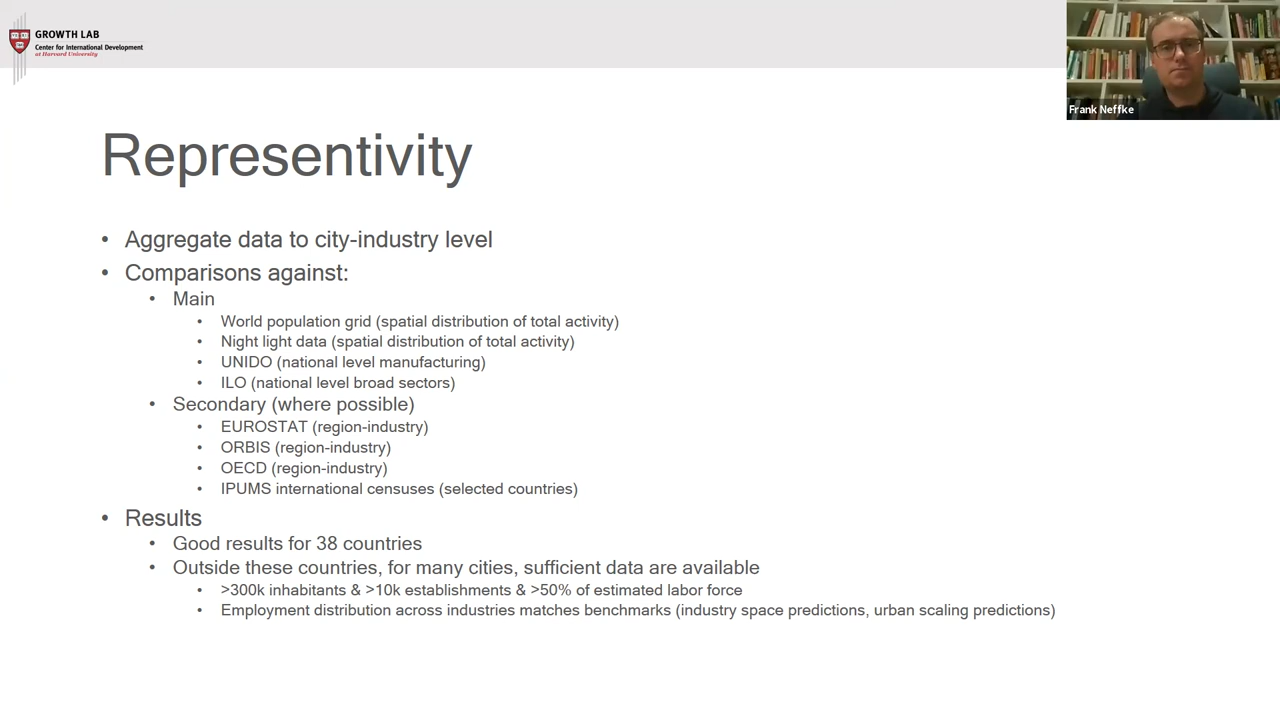 GROWTH LAB
Center for International Development
at Harvard University
Frank Neffke
Representivity
• Aggregate data to city-industry level
• Comparisons against:
• Main
• World population grid (spatial distribution of total activity)
• Night light data (spatial distribution of total activity)
• UNIDO (national level manufacturing)
• ILO (national level broad sectors)
• Secondary (where possible)
• EUROSTAT (region-industry)
• ORBIS (region-industry)
• OECD (region-industry)
• IPUMS international censuses (selected countries)
• Results
• Good results for 38 countries
• Outside these countries, for many cities, sufficient data are available
• >300k inhabitants & >10k establishments & >50% of estimated labor force
• Employment distribution across industries matches benchmarks (industry space predictions, urban scaling predictions)